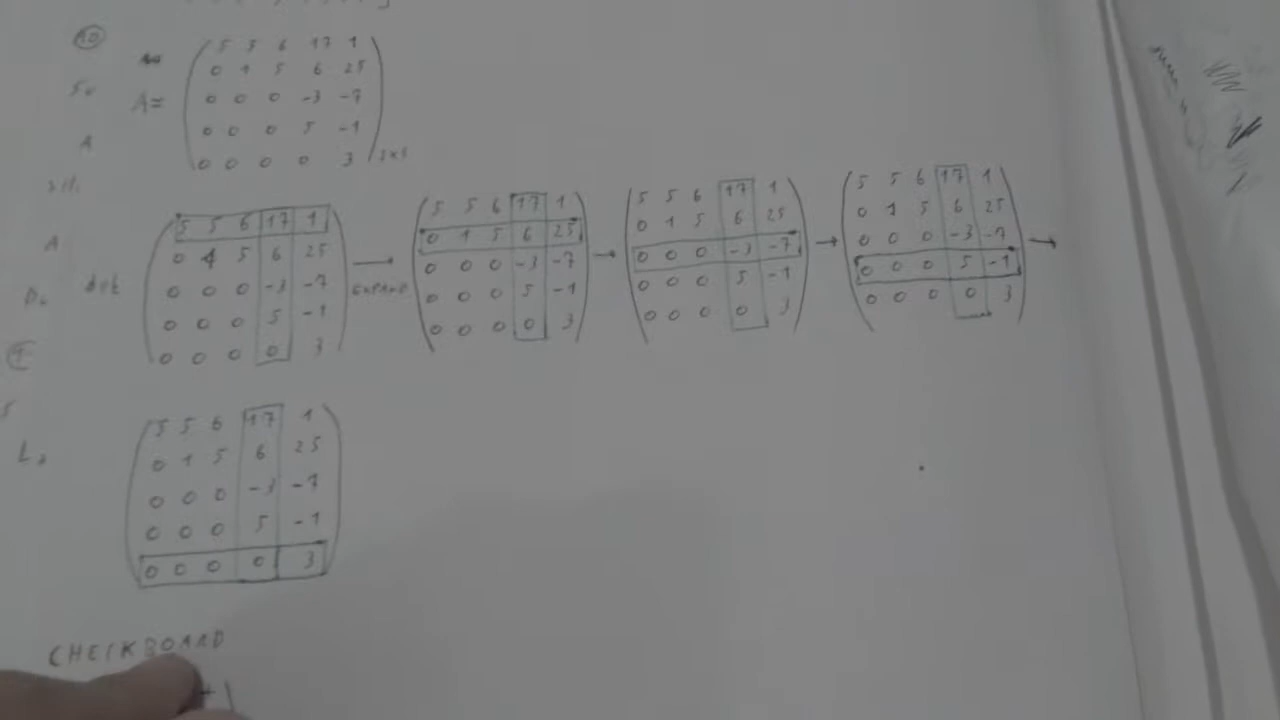 10
5 5 6 17 1
0 1 5 6 25
A = 0 0 0 -3 -7
0 0 0 5 -1
0 0 0 0 3 5x5
5 5 6 17 1
0 1 5 6 25
det 0 0 0 -3 -7
0 0 0 5 -1
0 0 0 0 3
→ EXPAND
5 5 6 17 1
0 1 5 6 25
0 0 0 -3 -7
0 0 0 5 -1
0 0 0 0 3
→
5 5 6 17 1
0 1 5 6 25
0 0 0 -3 -7
0 0 0 5 -1
0 0 0 0 3
→
5 5 6 17 1
0 1 5 6 25
0 0 0 -3 -7
0 0 0 5 -1
0 0 0 0 3
→
5 5 6 17 1
0 1 5 6 25
0 0 0 -3 -7
0 0 0 5 -1
0 0 0 0 3
CHECKBOARD
+